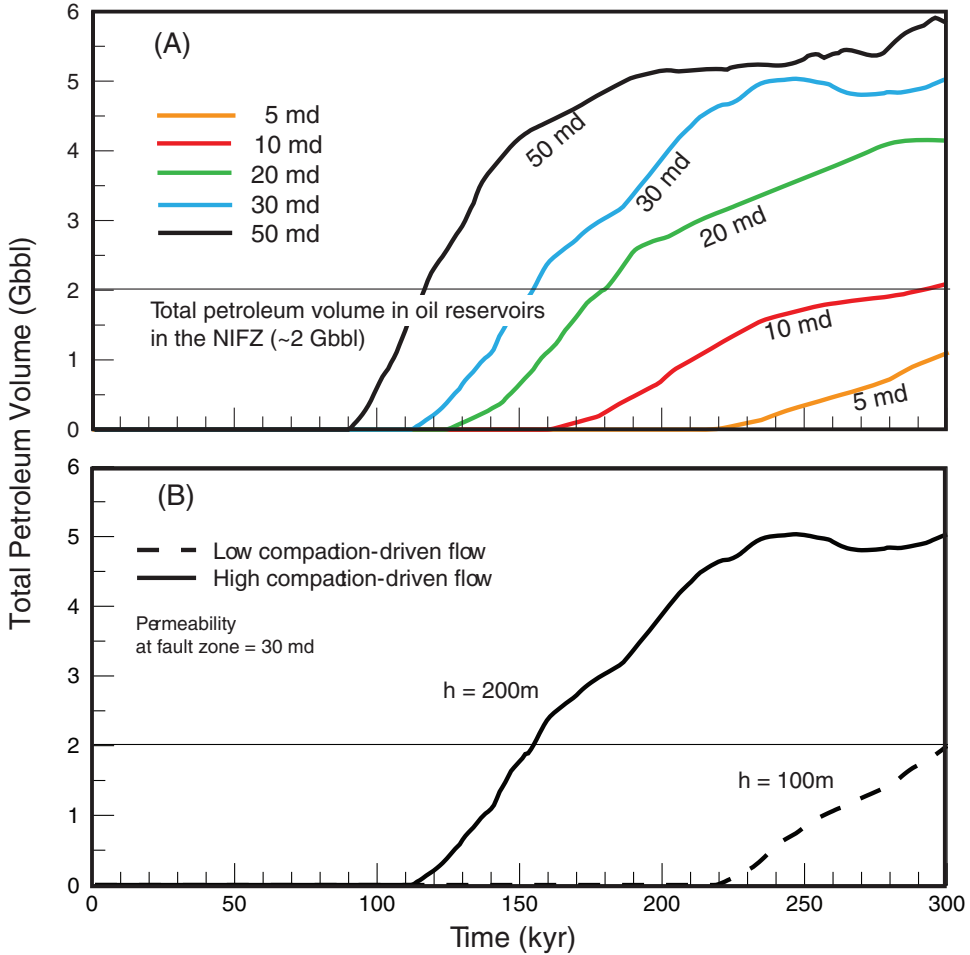 Total Petroleum Volume (Gbbl)
6
5
4
3
2
1
0
(A)
5 md
10 md
20 md
30 md
50 md
50 md
30 md
20 md
10 md
5 md
Total petroleum volume in oil reservoirs
in the NIFZ (~2 Gbbl)
6
5
4
3
2
1
0
(B)
Low compaction-driven flow
High compaction-driven flow
Permeability
at fault zone = 30 md
h = 200m
h = 100m
0
50
100
150
200
250
300
Time (kyr)